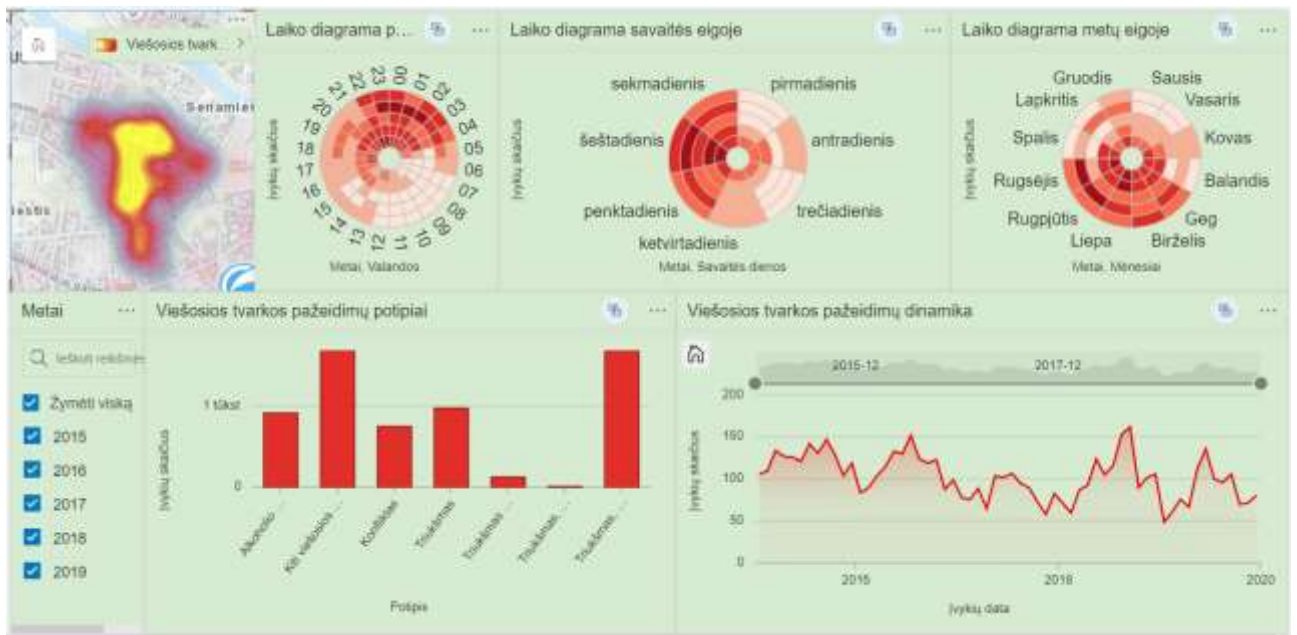 Viešosios tvark...
Senamies
iestis
Laiko diagrama p...
23 00 01 02 03 04 05 06 07 08 09 10 11 12 13 14 15 16 17 18 19 20 21 22
Įvykių skaičius
Metai, Valandos
Laiko diagrama savaitės eigoje
sekmadienis
pirmadienis
šeštadienis
antradienis
penktadienis
trečiadienis
ketvirtadienis
Įvykių skaičius
Metai, Savaitės dienos
Laiko diagrama metų eigoje
Gruodis
Sausis
Lapkritis
Vasaris
Spalis
Kovas
Rugsėjis
Balandis
Rugpjūtis
Geg
Liepa
Birželis
Įvykių skaičius
Metai, Mėnesiai
Metai
Ieškoti reikšmės
Žymėti viską
2015
2016
2017
2018
2019
Viešosios tvarkos pažeidimų potipiai
1 tūkst
0
Įvykių skaičius
Alkoholio ...
Kiti viešosios ...
Konfliktas
Triukšmas
Triukšmas ...
Triukšmas, ...
Triukšmas, ...
Potipis
Viešosios tvarkos pažeidimų dinamika
2015-12
2017-12
200
150
100
50
0
Įvykių skaičius
2016
2018
2020
Įvykių data